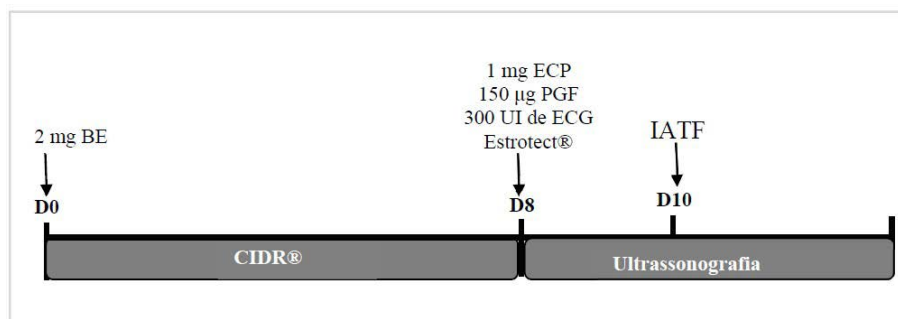 1 mg ECP
150 µg PGF
300 UI de ECG
Estrotect®
2 mg BE
IATF
D0
D8
D10
CIDR®
Ultrassonografia